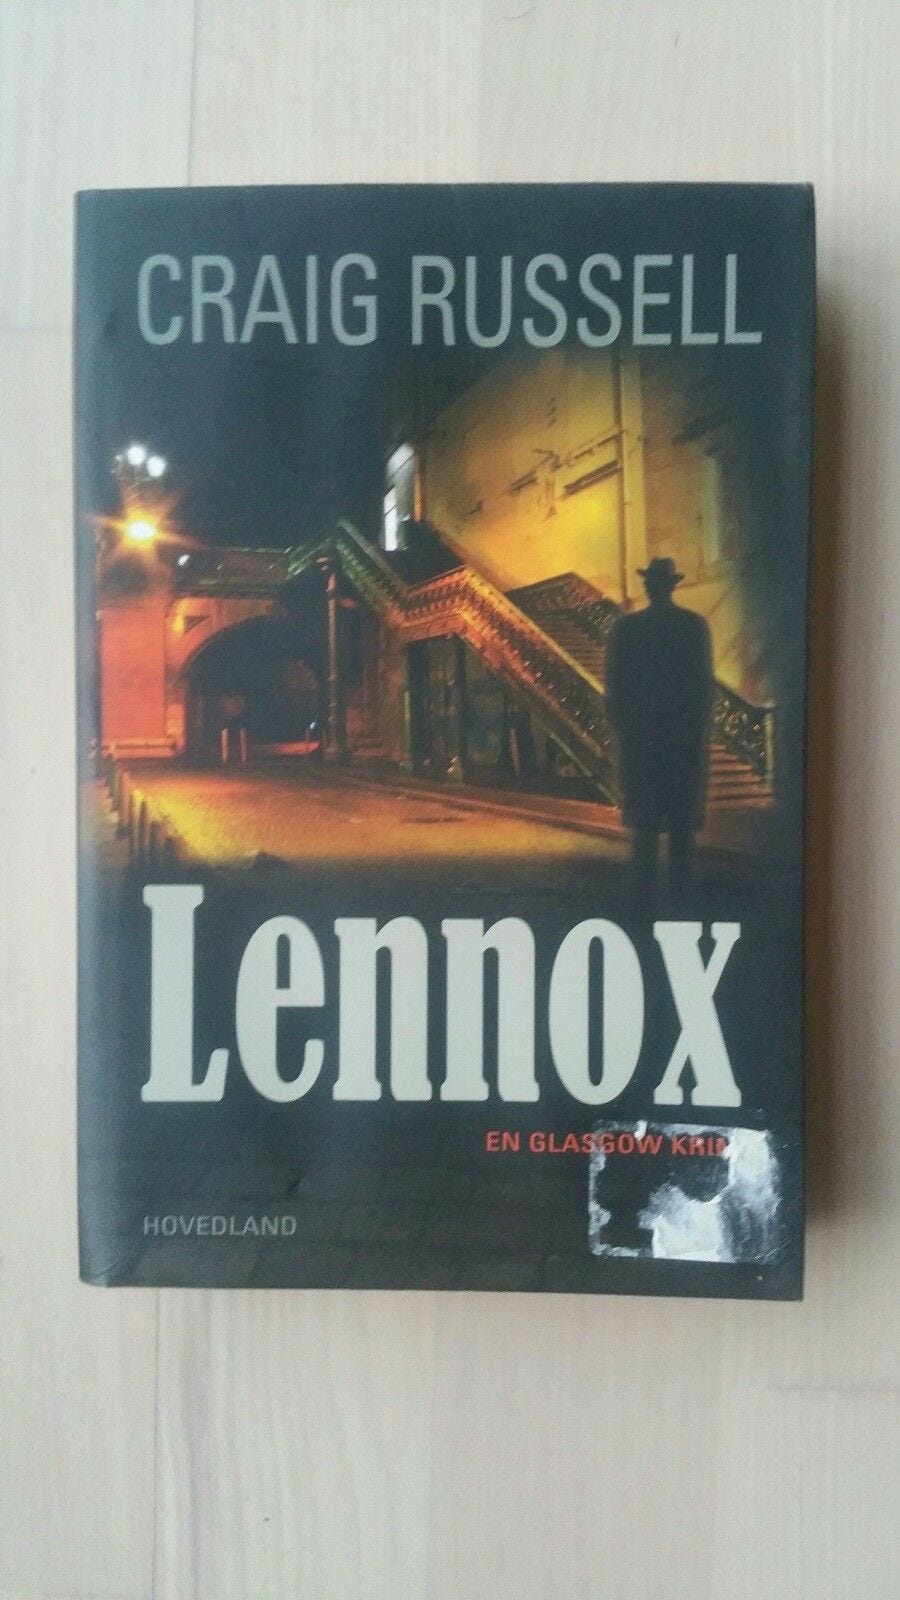 CRAIG RUSSELL
Lennox
EN GLASGOW
HOVEDLAND